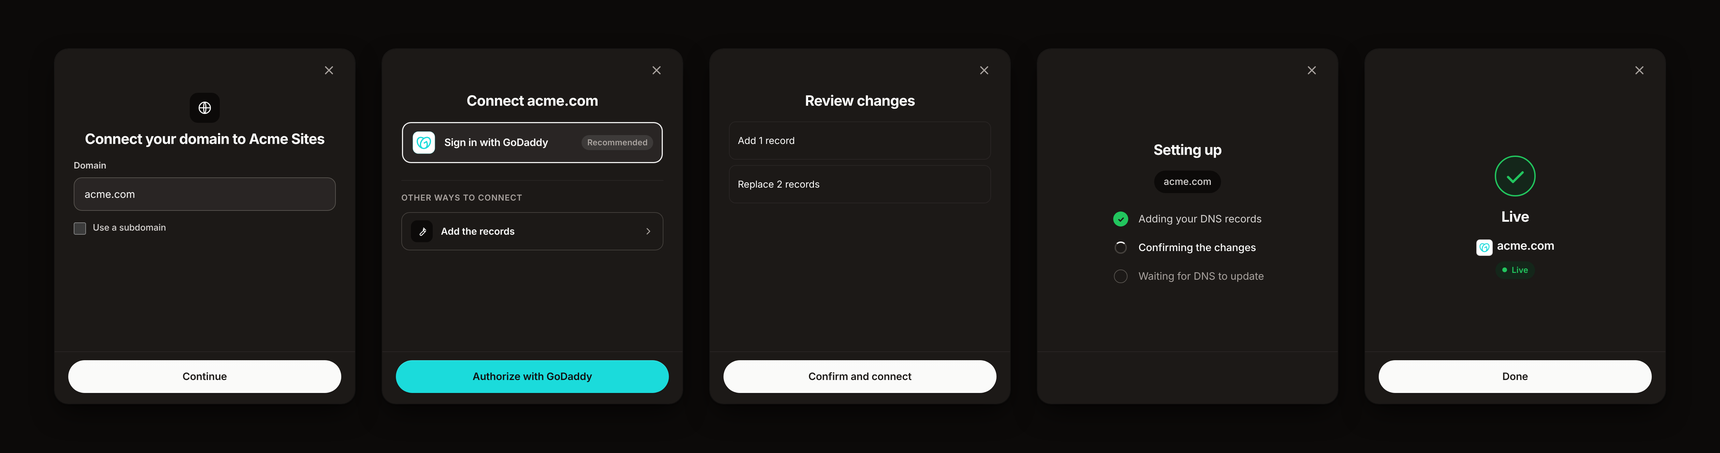 Connect your domain to Acme Sites
Domain
acme.com
Use a subdomain
Continue
Connect acme.com
Sign in with GoDaddy
Recommended
OTHER WAYS TO CONNECT
Add the records
Authorize with GoDaddy
Review changes
Add 1 record
Replace 2 records
Confirm and connect
Setting up
acme.com
Adding your DNS records
Confirming the changes
Waiting for DNS to update
Live
acme.com
Live
Done